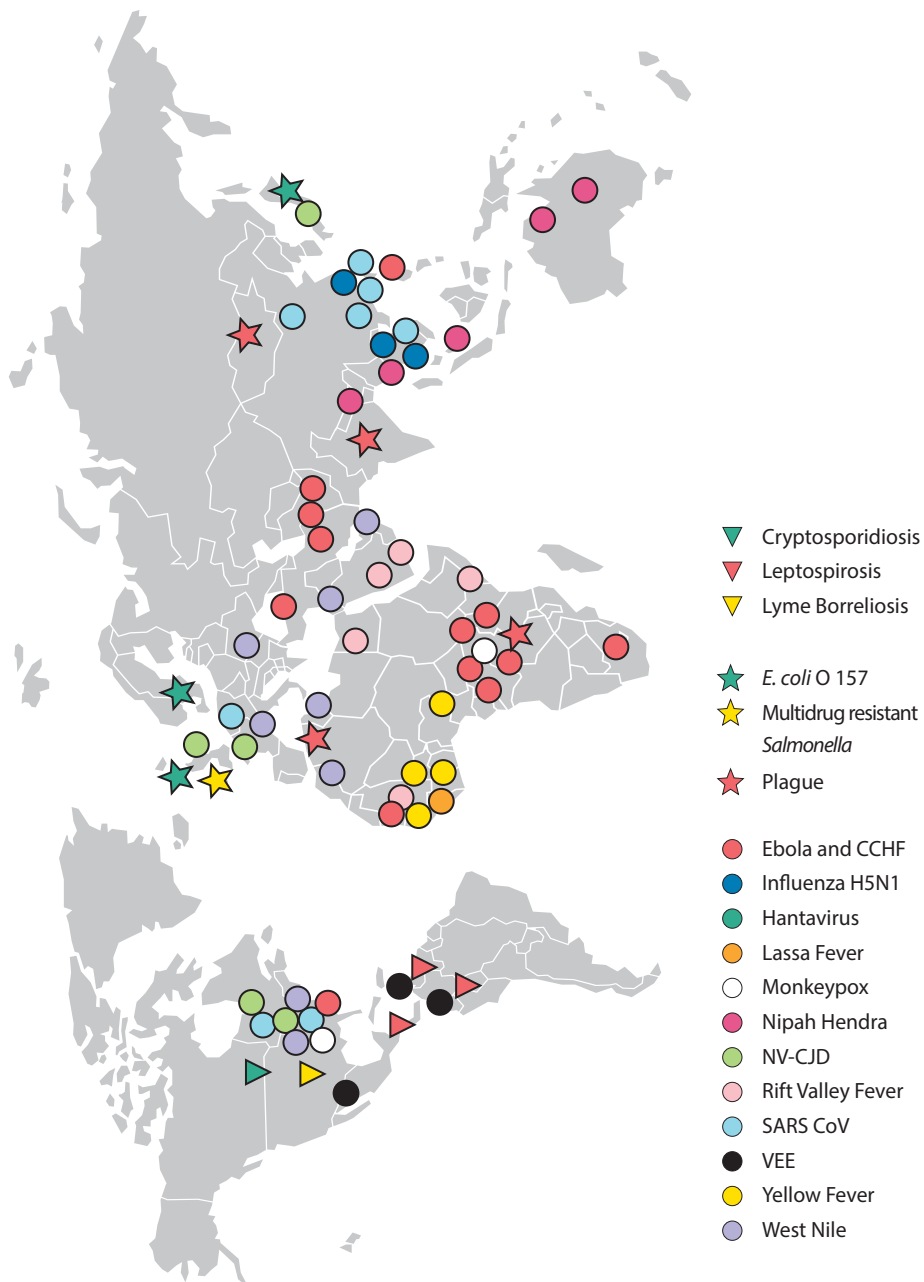 Cryptosporidiosis
Leptospirosis
Lyme Borreliosis
E. coli O 157
Multidrug resistant
Salmonella
Plague
Ebola and CCHF
Influenza H5N1
Hantavirus
Lassa Fever
Monkeypox
Nipah Hendra
NV-CJD
Rift Valley Fever
SARS CoV
VEE
Yellow Fever
West Nile